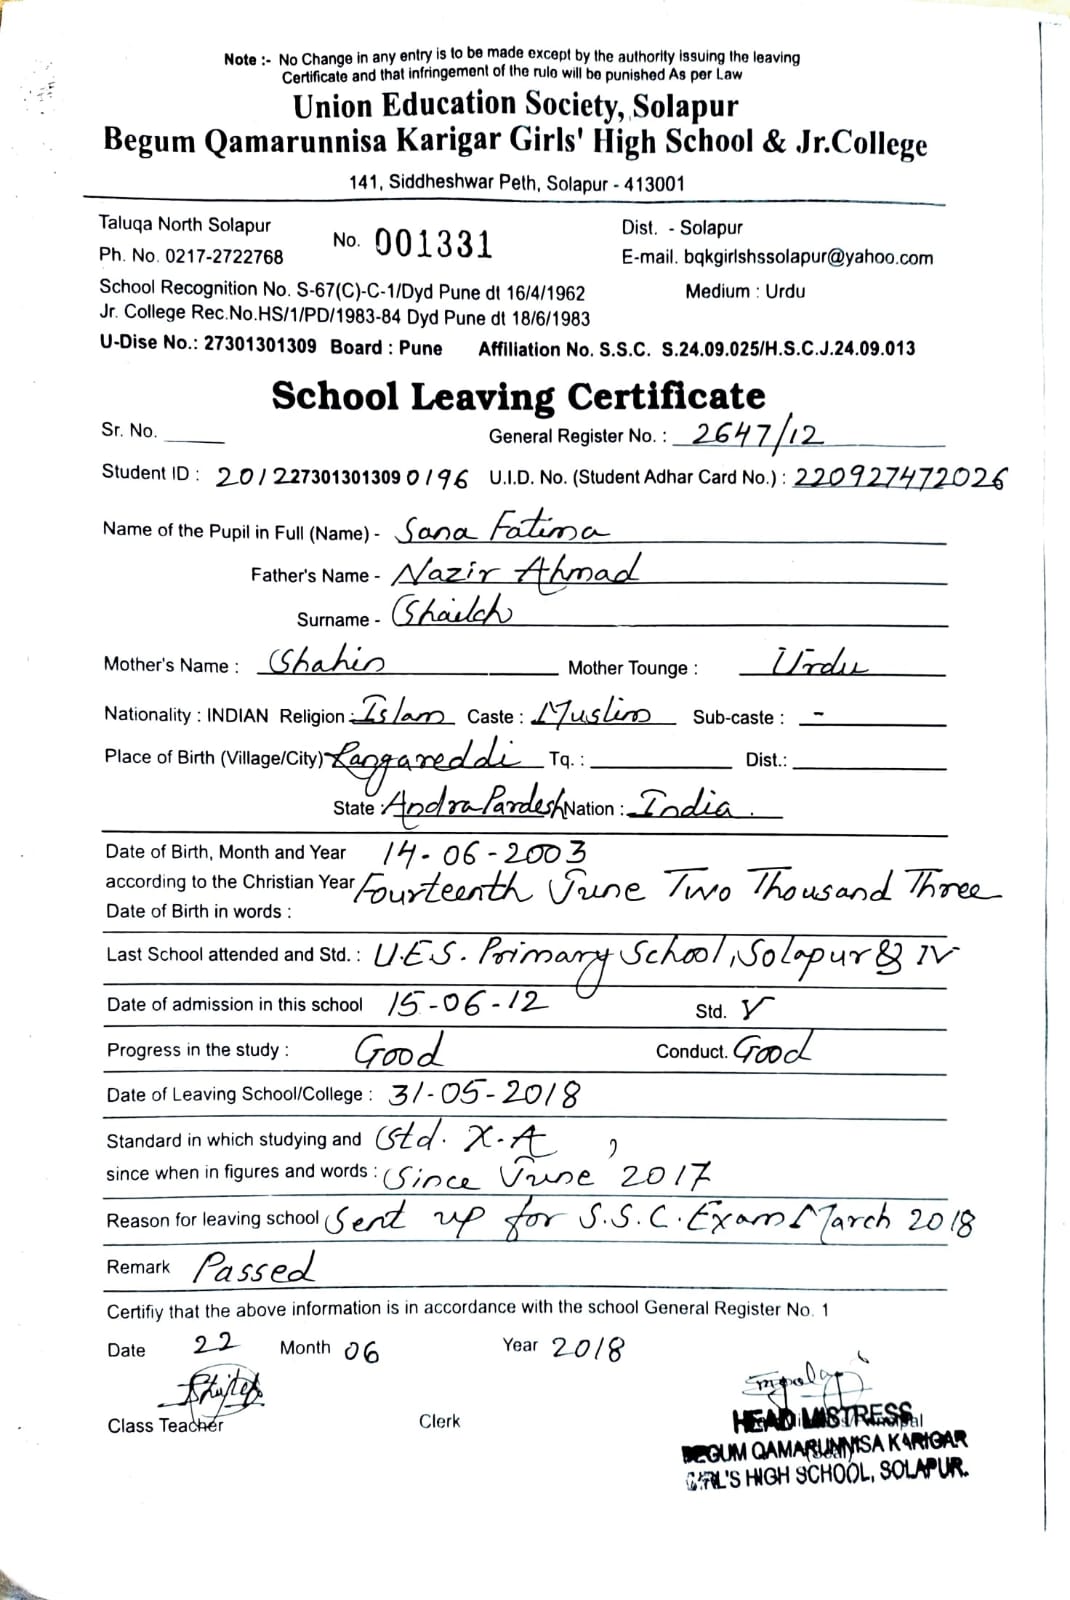 Note :- No Change in any entry is to be made except by the authority issuing the leaving
Certificate and that infringement of the rule will be punished As per Law
Union Education Society, Solapur
Begum Qamarunnisa Karigar Girls' High School & Jr.College
141, Siddheshwar Peth, Solapur - 413001
Taluqa North Solapur No. 001331 Dist. - Solapur
Ph. No. 0217-2722768 E-mail. bqkgirlshssolapur@yahoo.com
School Recognition No. S-67(C)-C-1/Dyd Pune dt 16/4/1962 Medium : Urdu
Jr. College Rec.No.HS/1/PD/1983-84 Dyd Pune dt 18/6/1983
U-Dise No.: 27301301309 Board : Pune Affiliation No. S.S.C. S.24.09.025/H.S.C.J.24.09.013
School Leaving Certificate
Sr. No. General Register No. : 2647/12
Student ID : 2012273013013090196 U.I.D. No. (Student Adhar Card No.) : 220927472026
Name of the Pupil in Full (Name) - Sana Fatima
Father's Name - Nazir Ahmad
Surname - Shaikh
Mother's Name : Shahin Mother Tounge : Urdu
Nationality : INDIAN Religion : Islam Caste : Muslim Sub-caste : -
Place of Birth (Village/City) Rangareddi Tq. : Dist.:
State : Andra Pardesh Nation : India.
Date of Birth, Month and Year 14-06-2003
according to the Christian Year Fourteenth June Two Thousand Three
Date of Birth in words :
Last School attended and Std. : U.E.S. Primary School, Solapur & IV
Date of admission in this school 15-06-12 Std. V
Progress in the study : Good Conduct. Good
Date of Leaving School/College : 31-05-2018
Standard in which studying and Std. X-A,
since when in figures and words : Since June 2017
Reason for leaving school Sent up for S.S.C. Exam March 2018
Remark Passed
Certifiy that the above information is in accordance with the school General Register No. 1
Date 22 Month 06 Year 2018
Class Teacher Clerk
HEAD MISTRESS
BEGUM QAMARUNNISA KARIGAR
GIRL'S HIGH SCHOOL, SOLAPUR.